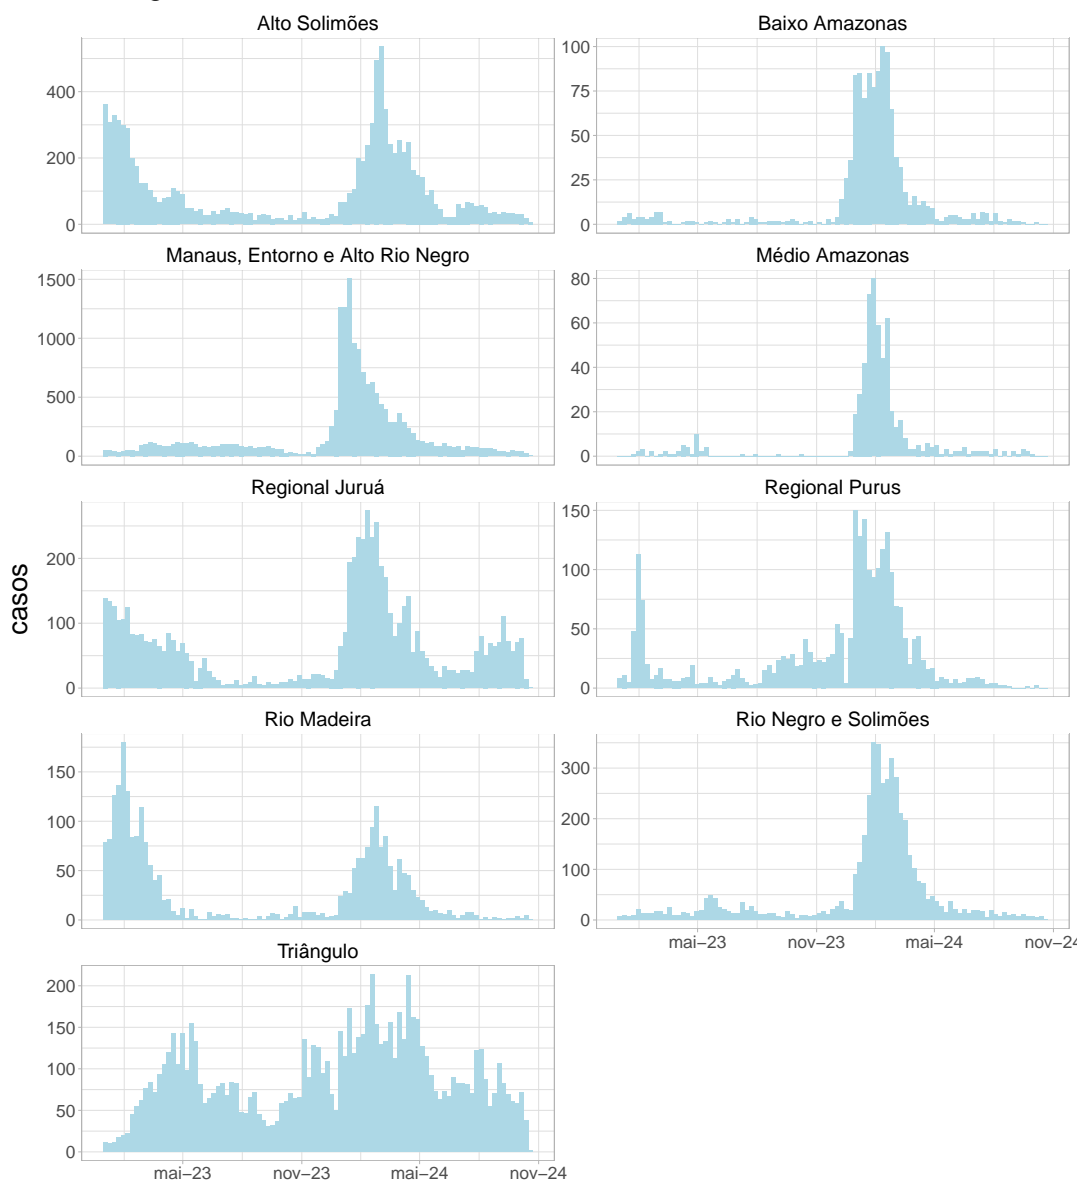 Alto Solimões
Baixo Amazonas
400
200
0
100
75
50
25
0
Manaus, Entorno e Alto Rio Negro
Médio Amazonas
1500
1000
500
0
80
60
40
20
0
Regional Juruá
Regional Purus
200
100
0
150
100
50
0
casos
Rio Madeira
Rio Negro e Solimões
150
100
50
0
300
200
100
0
mai–23
nov–23
mai–24
nov–24
Triângulo
200
150
100
50
0
mai–23
nov–23
mai–24
nov–24